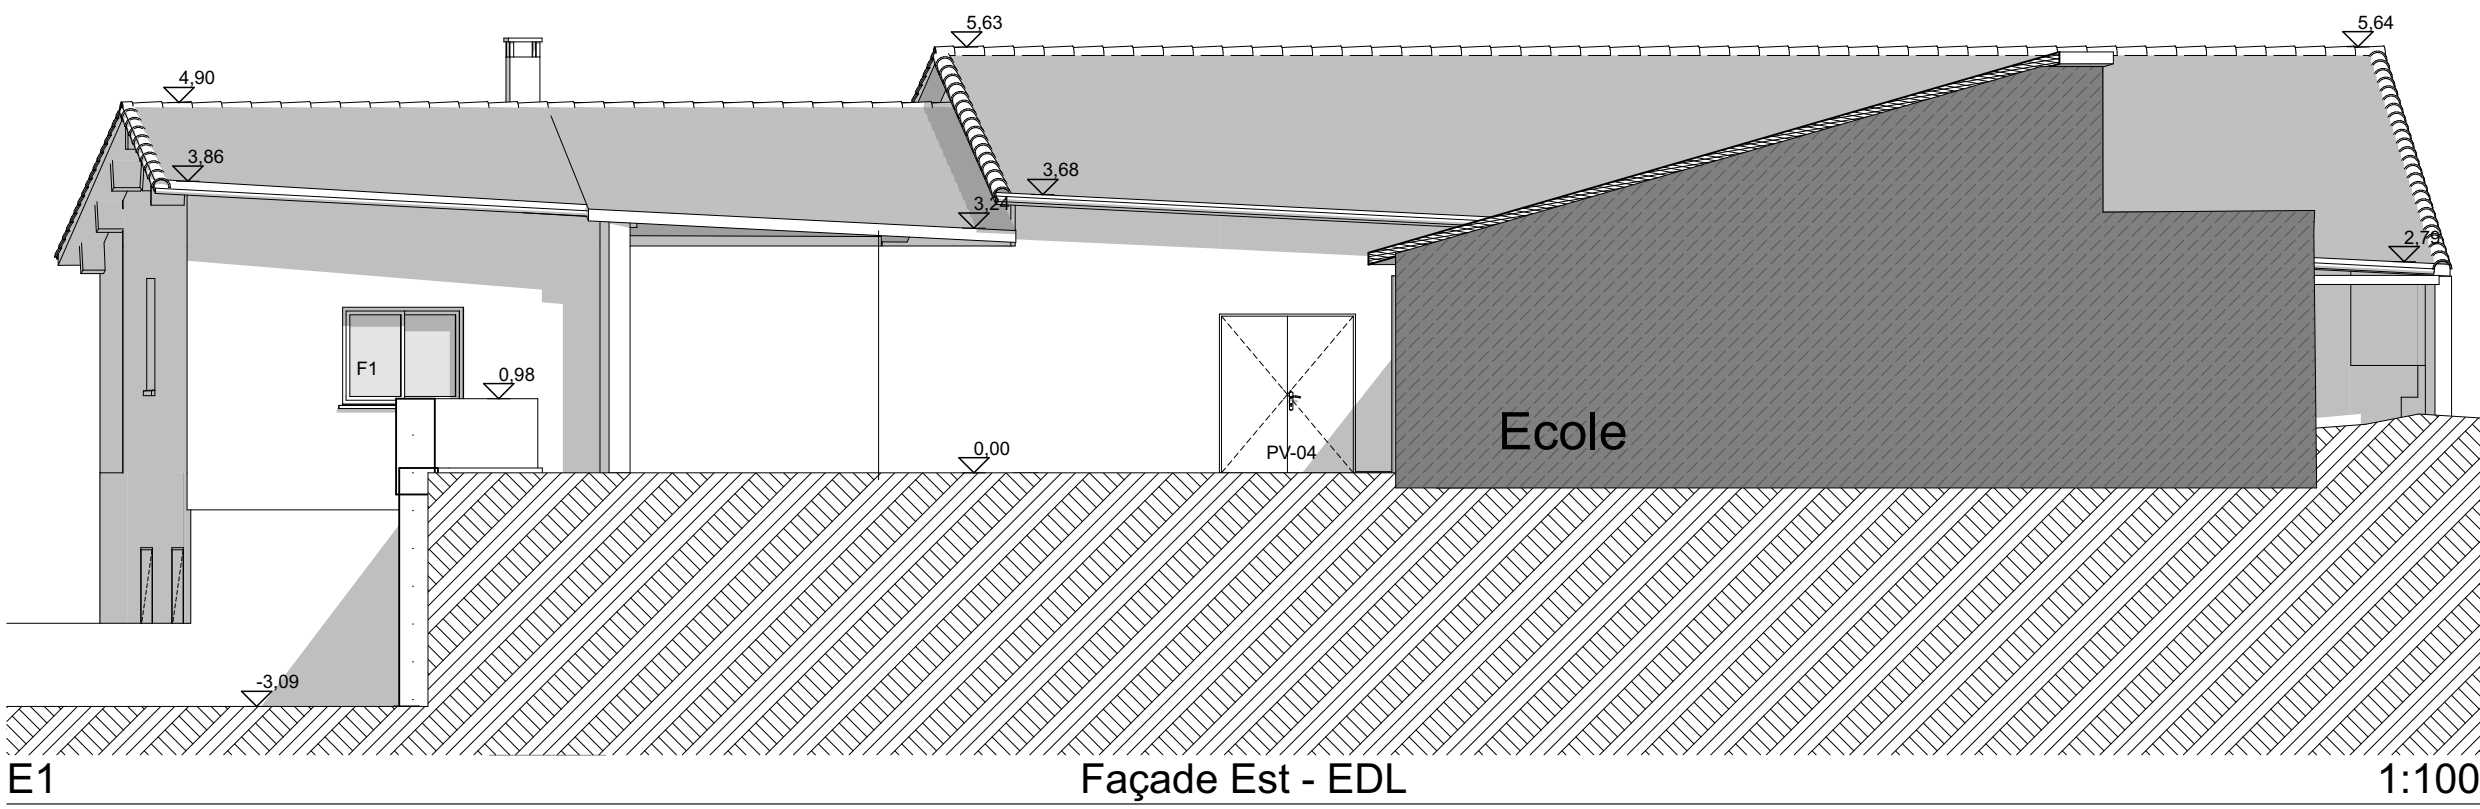 5,63
5,64
4,90
3,86
3,68
3,24
2,79
F1
0,98
Ecole
0,00
PV-04
-3,09
E1
Façade Est - EDL
1:100